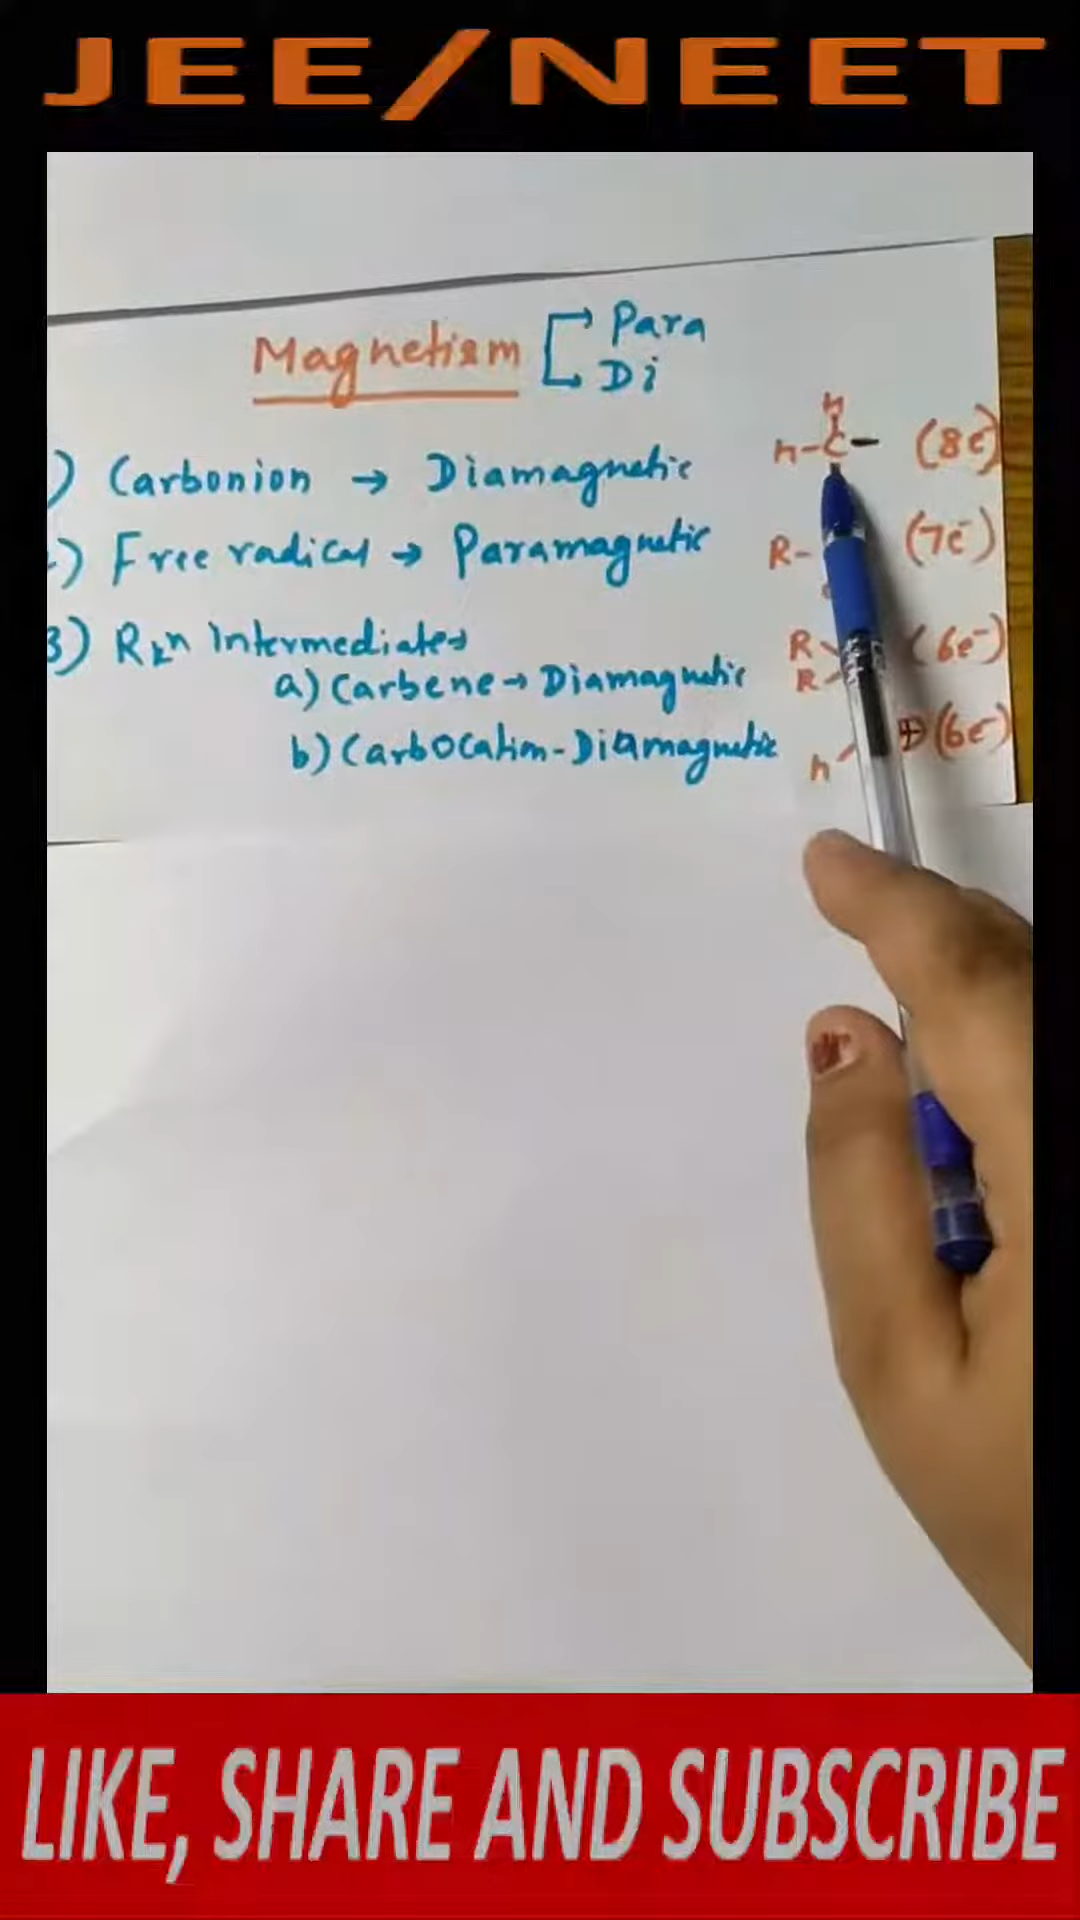 JEE/NEET
Magnetism
Para
Di
) Carbonion → Diamagnetic
H
H-C- (8e-)
) Free radical → Paramagnetic R- (7e-)
3) Rxn Intermediates
a) Carbene → Diamagnetic R R (6e-)
b) Carbocation - Diamagnetic H ⊕ (6e-)
LIKE, SHARE AND SUBSCRIBE